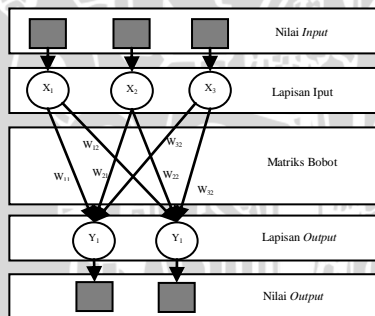 Nilai Input
X1 X2 X3
Lapisan Iput
W12 W32
Matriks Bobot
W11 W21 W22
W32
Lapisan Output
Y1 Y1
Nilai Output